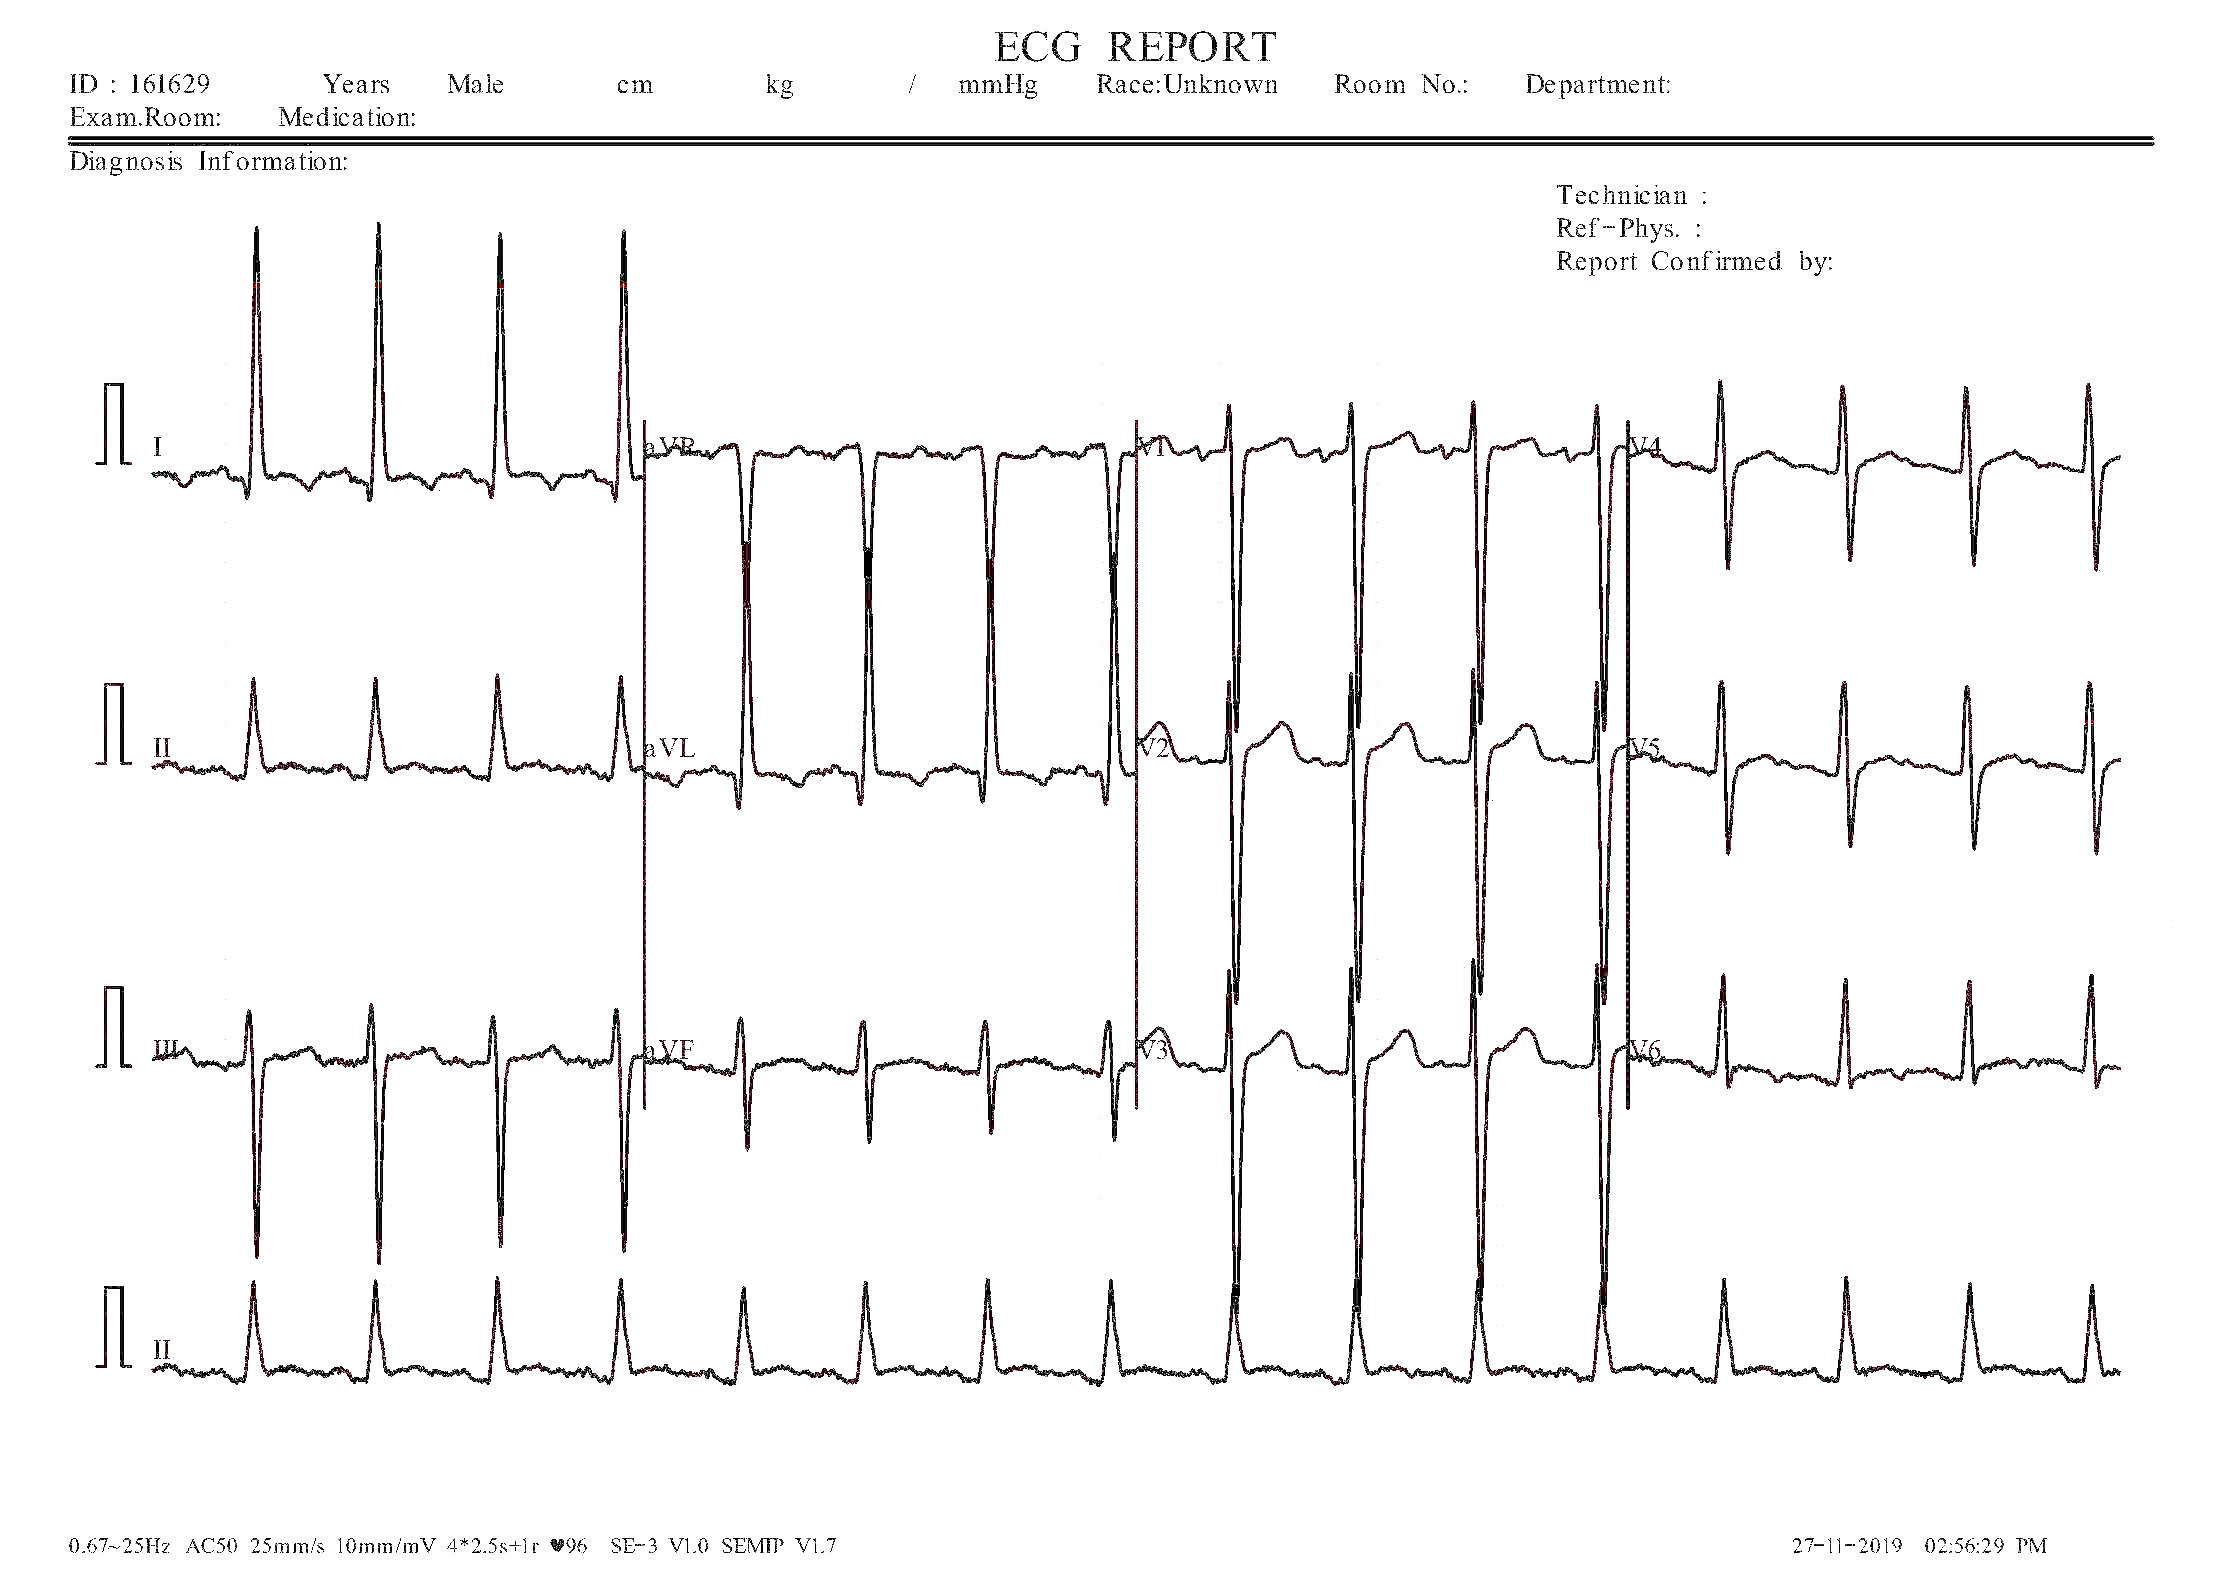 ECG REPORT
ID : 161629 Years Male cm kg / mmHg Race:Unknown Room No.: Department:
Exam.Room: Medication:
Diagnosis Information:
Technician :
Ref-Phys. :
Report Confirmed by:
I aVR V1 V4
II aVL V2 V5
III aVF V3 V6
II
0.67~25Hz AC50 25mm/s 10mm/mV 4*2.5s+1r ♥96 SE-3 V1.0 SEMIP V1.7 27-11-2019 02:56:29 PM